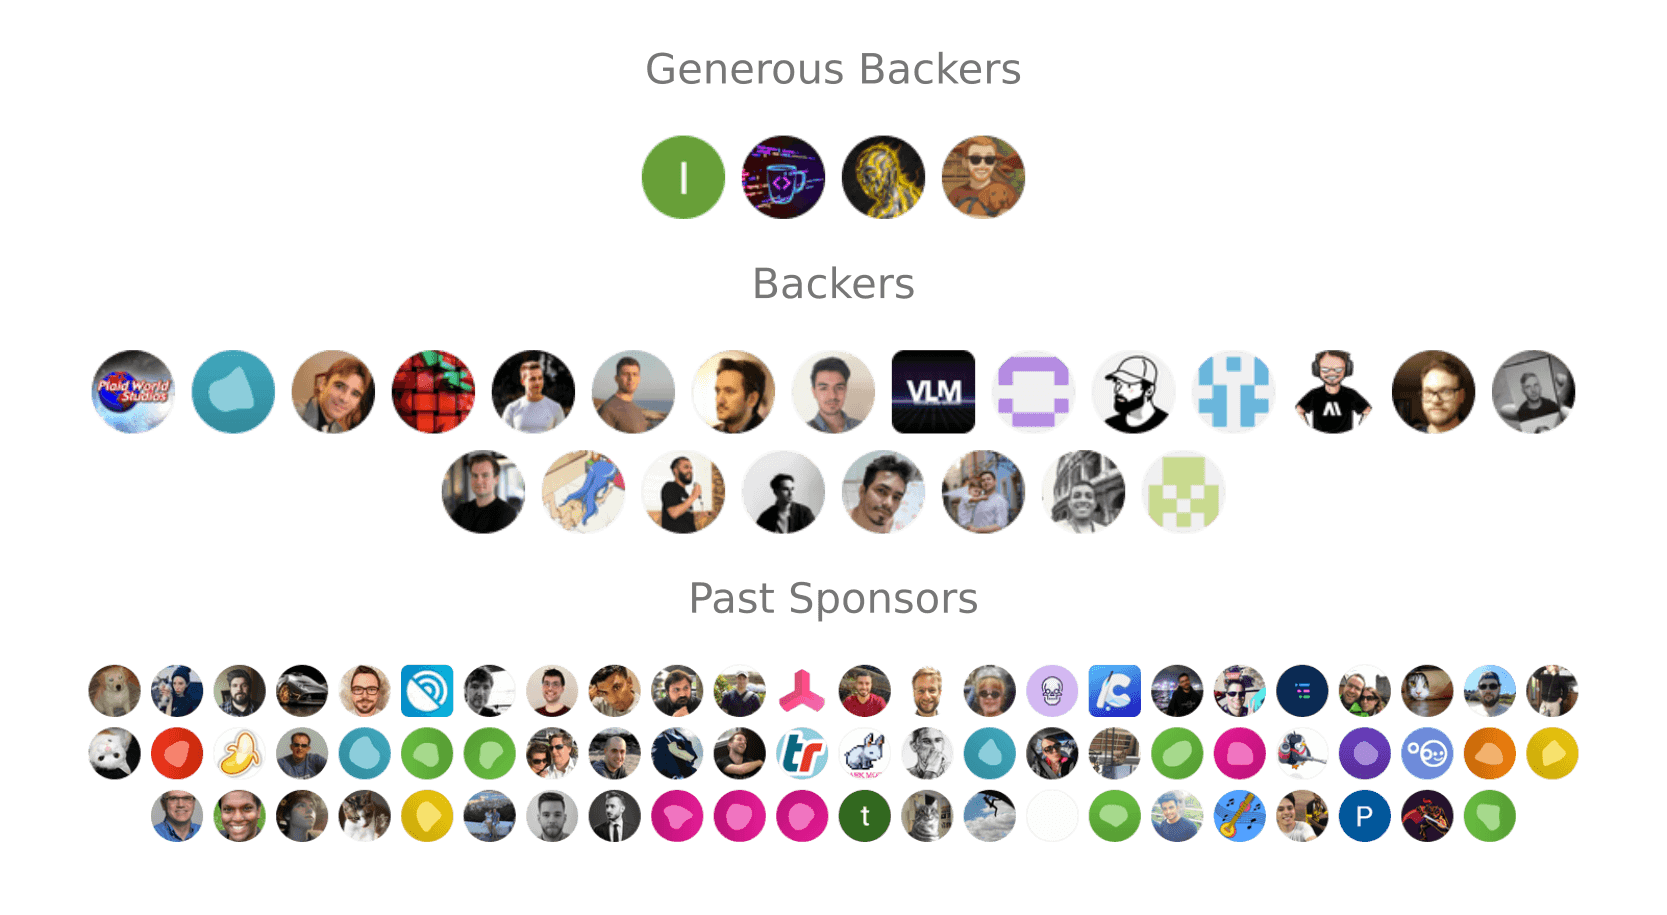 Generous Backers
I
Backers
Plaid World
Studios
VLM
Past Sponsors
tr
t
P